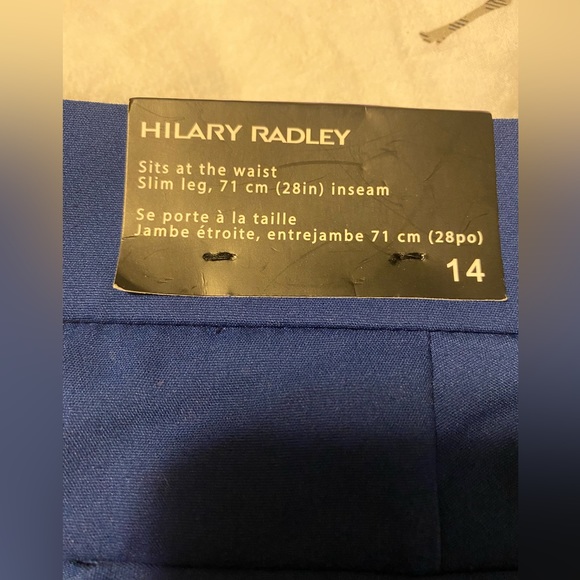 HILARY RADLEY
Sits at the waist
Slim leg, 71 cm (28in) inseam
Se porte à la taille
Jambe étroite, entrejambe 71 cm (28po)
14